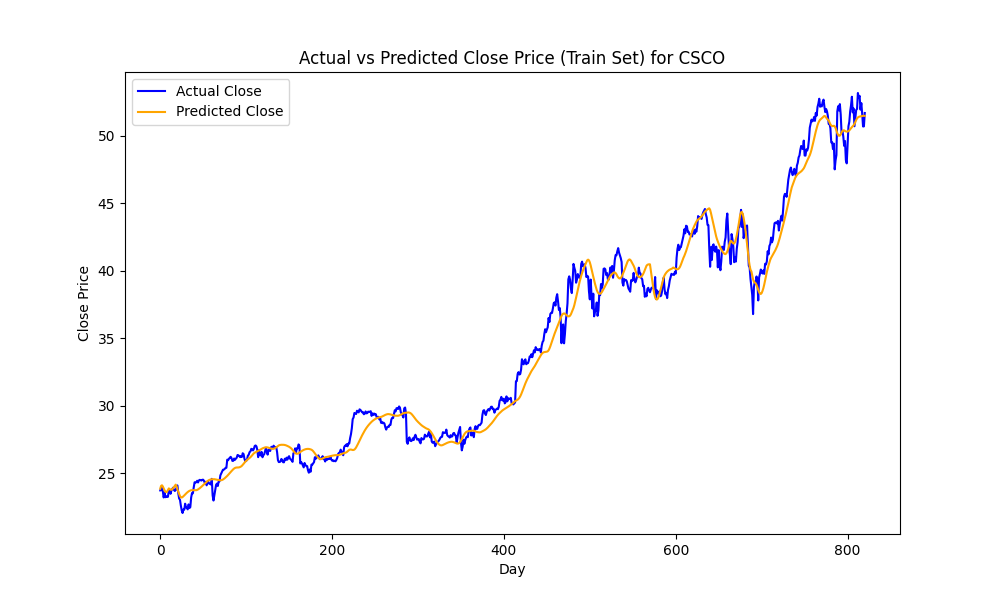 Actual vs Predicted Close Price (Train Set) for CSCO
Actual Close
Predicted Close
50
45
40
35
30
25
Close Price
0 200 400 600 800
Day